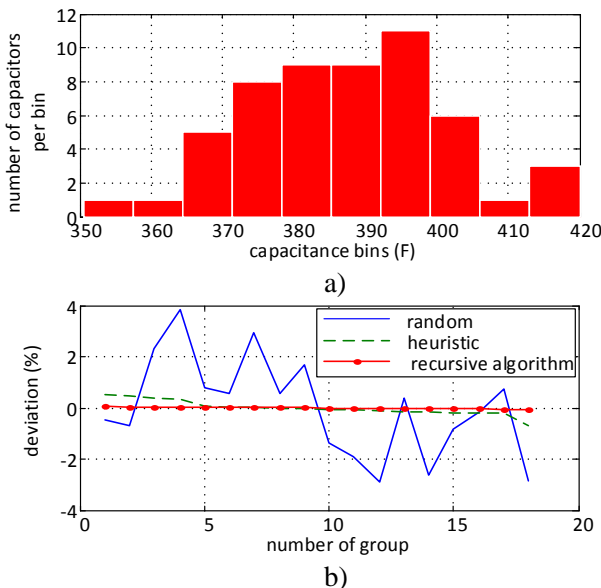 12
10
8
6
4
2
0
number of capacitors
per bin
350 360 370 380 390 400 410 420
capacitance bins (F)
a)
4
2
0
-2
-4
deviation (%)
random
heuristic
recursive algorithm
0 5 10 15 20
number of group
b)